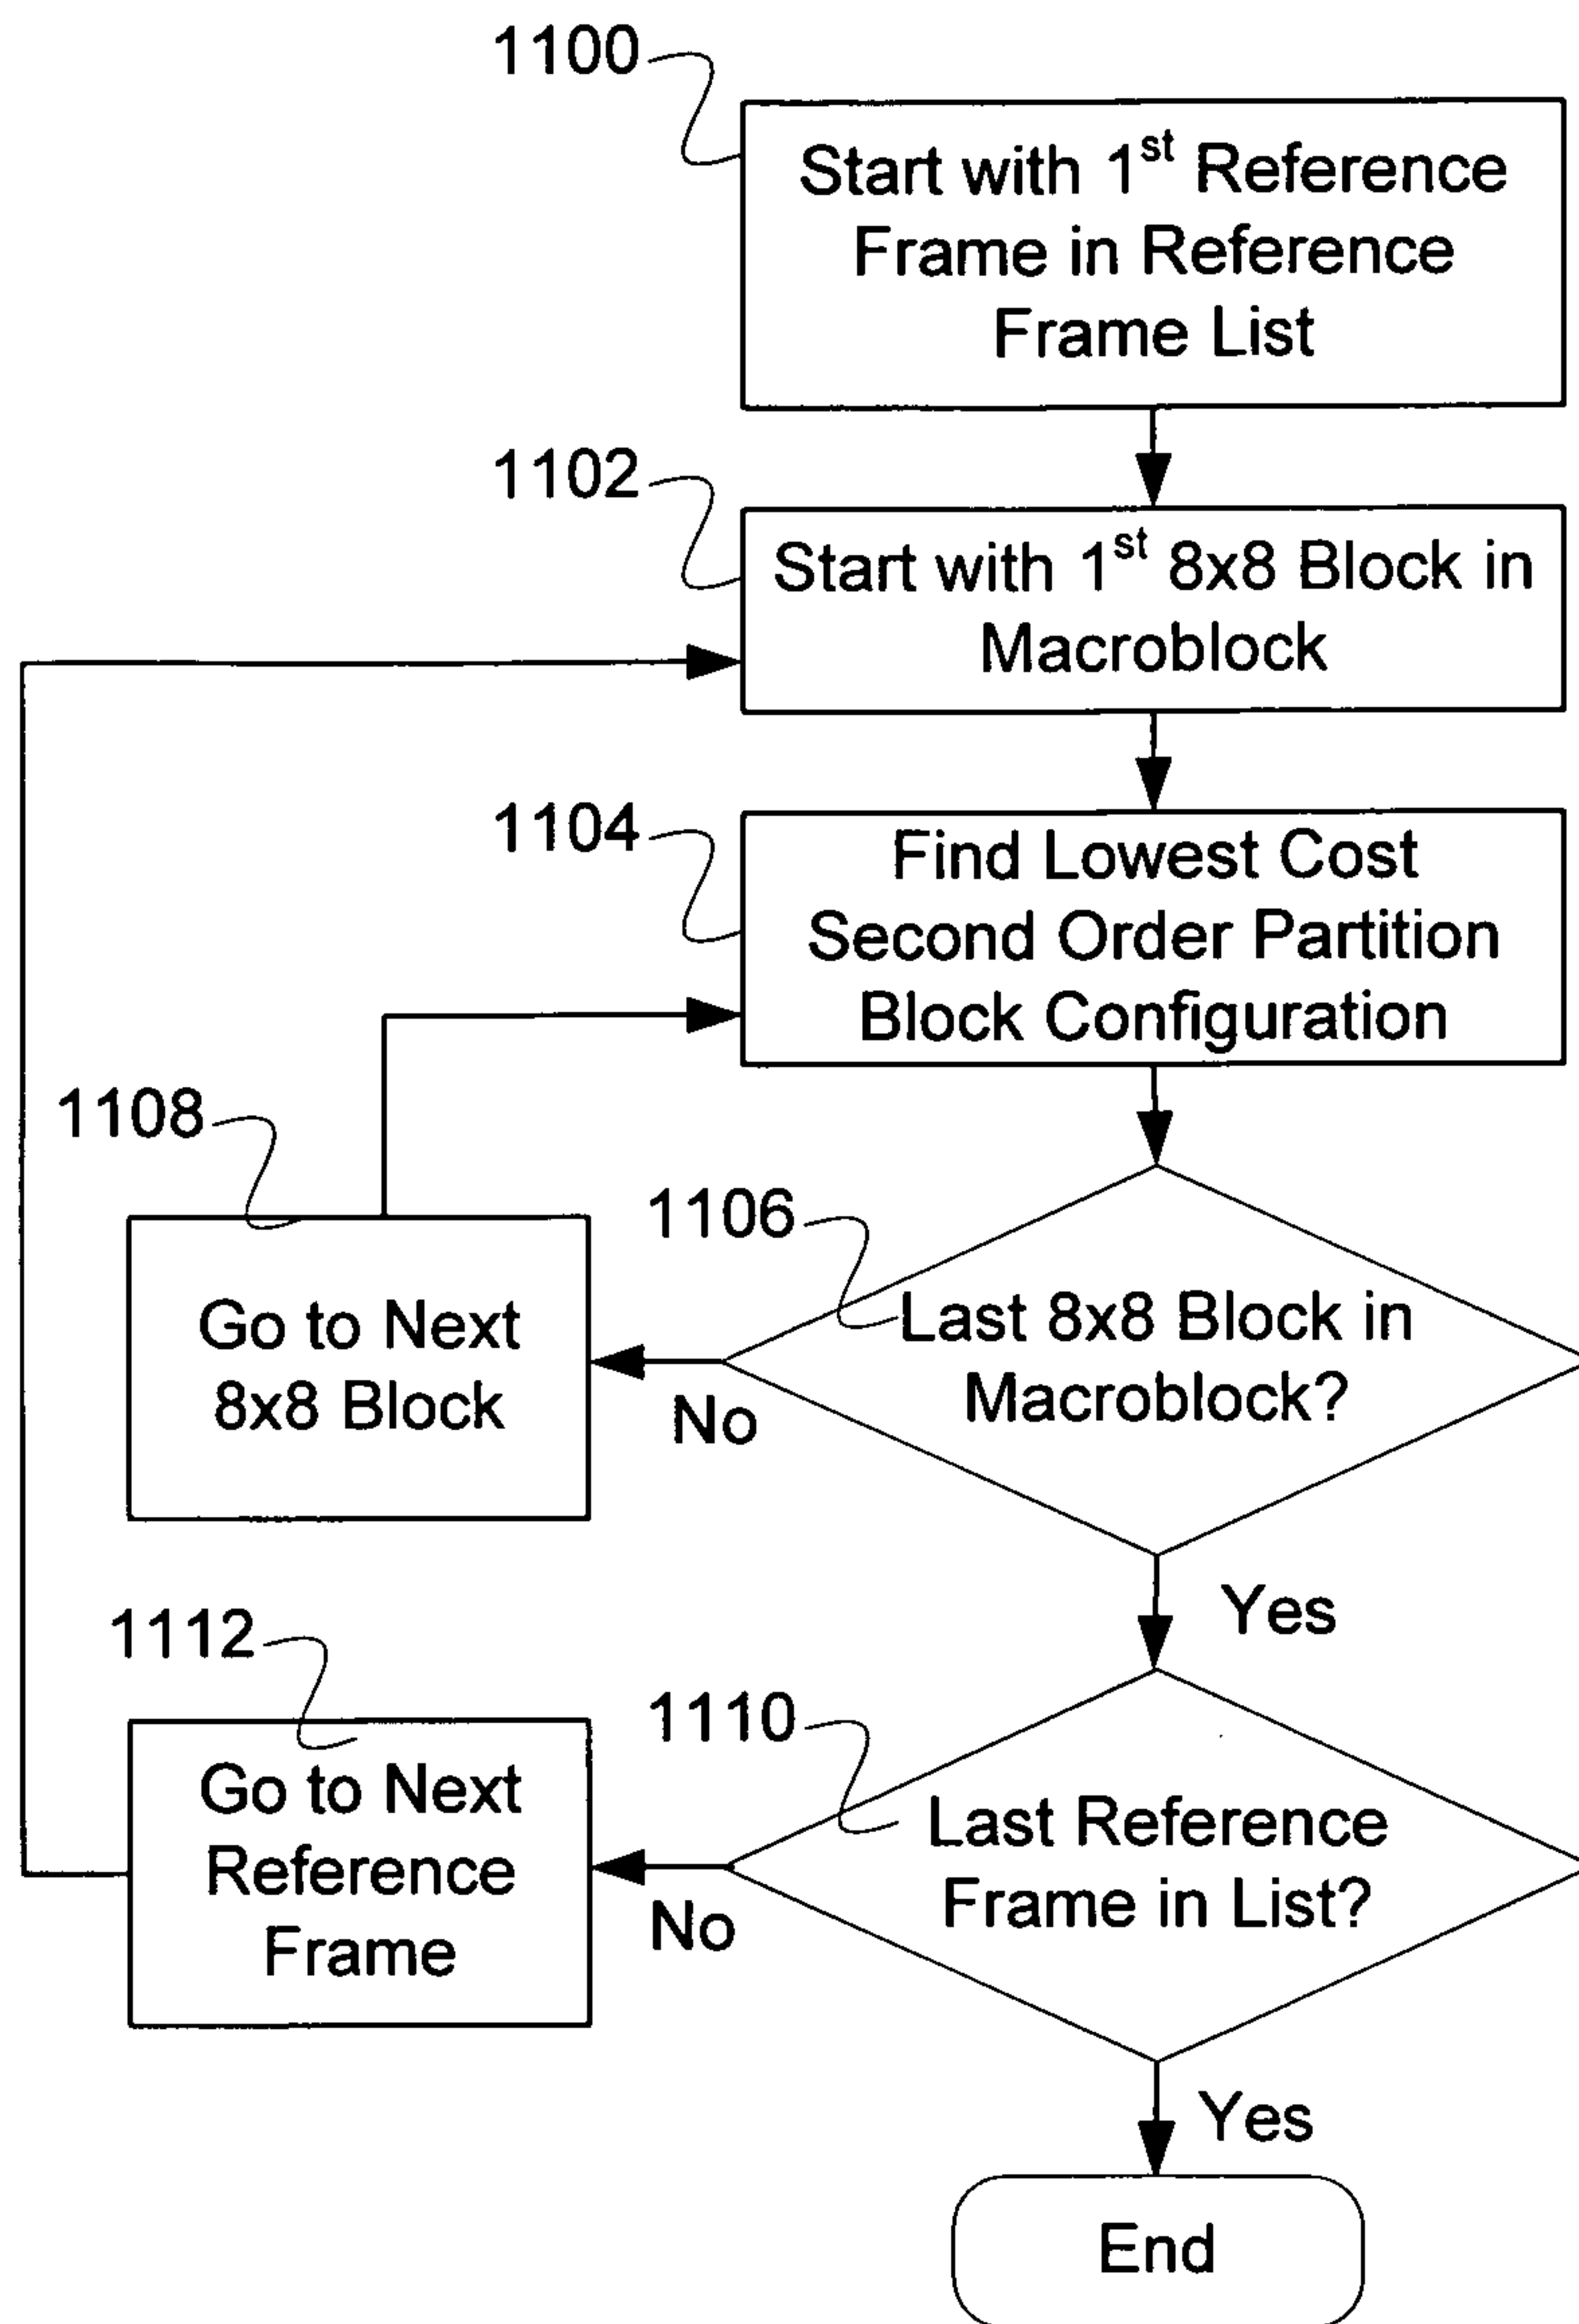 1100
Start with 1st Reference
Frame in Reference
Frame List
1102
Start with 1st 8x8 Block in
Macroblock
1104
Find Lowest Cost
Second Order Partition
Block Configuration
1108
Go to Next
8x8 Block
1106
Last 8x8 Block in
Macroblock?
No
Yes
1112
Go to Next
Reference
Frame
1110
Last Reference
Frame in List?
No
Yes
End